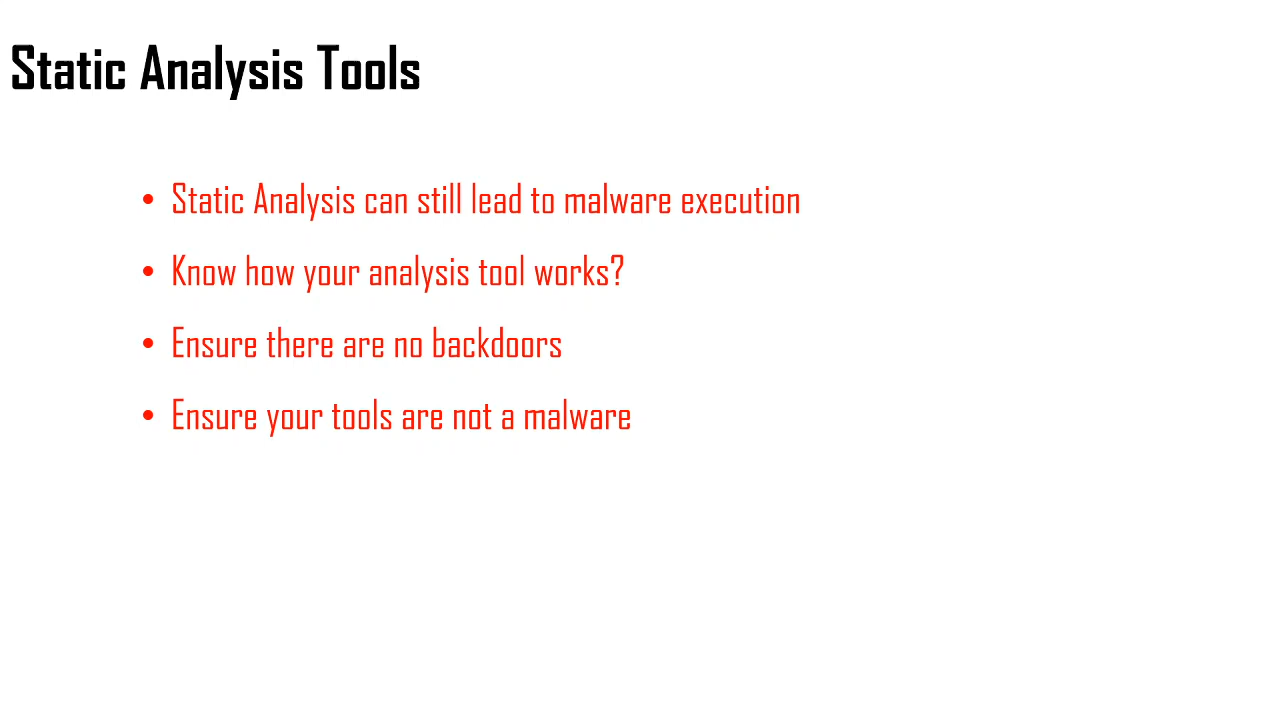 Static Analysis Tools
• Static Analysis can still lead to malware execution
• Know how your analysis tool works?
• Ensure there are no backdoors
• Ensure your tools are not a malware